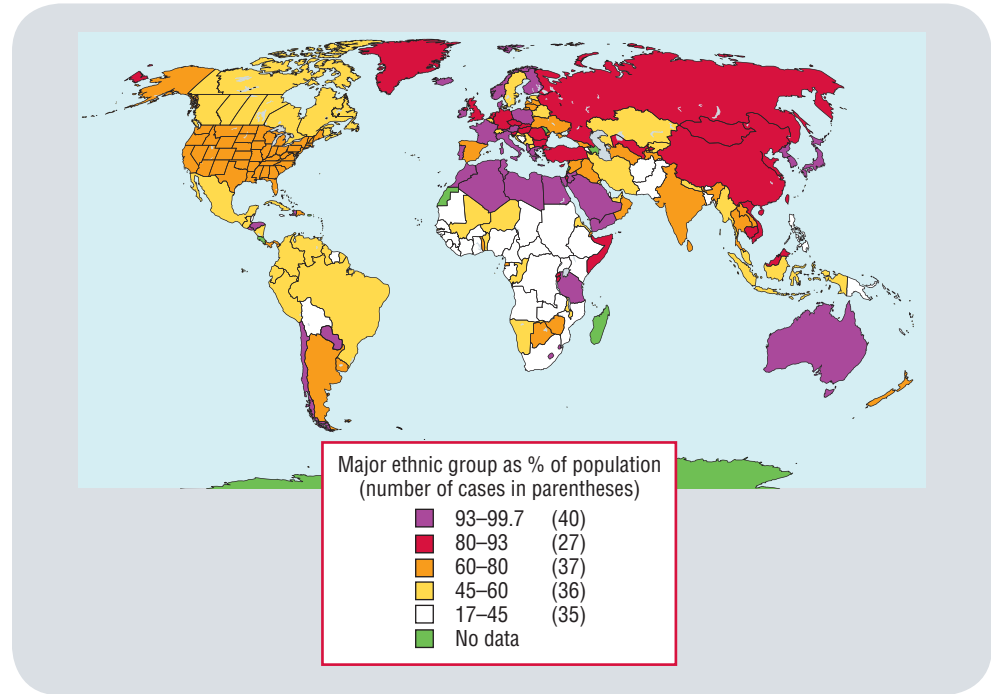 Major ethnic group as % of population
(number of cases in parentheses)
93–99.7 (40)
80–93 (27)
60–80 (37)
45–60 (36)
17–45 (35)
No data